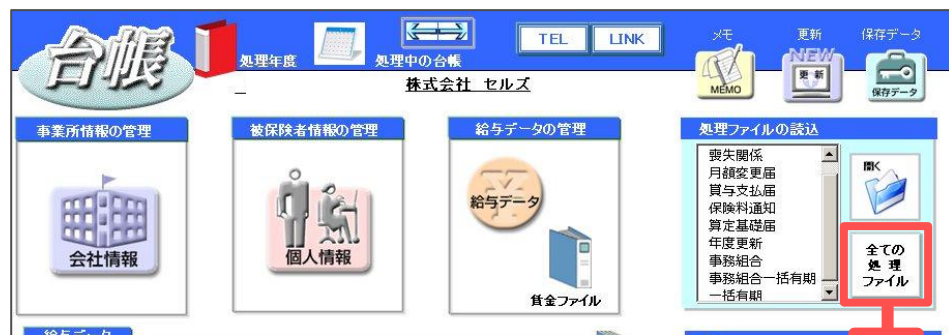 台帳
処理年度
処理中の台帳
TEL
LINK
メモ
更新
保存データ
MEMO
NEW
更新
保存データ
株式会社 セルズ
事業所情報の管理
被保険者情報の管理
給与データの管理
処理ファイルの読込
会社情報
個人情報
給与データ
賃金ファイル
喪失関係
月額変更届
賞与支払届
保険料通知
算定基礎届
年度更新
事務組合
事務組合一括有期
一括有期
開く
全ての
処 理
ファイル
給与データ